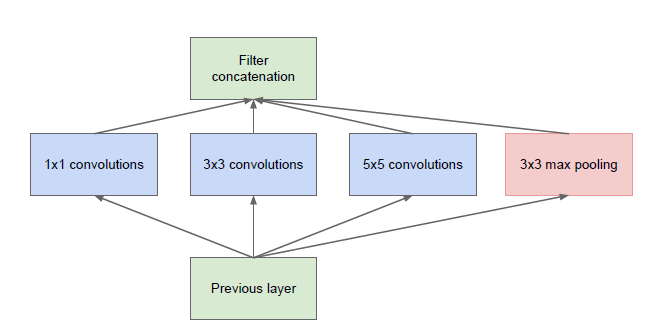 Filter
concatenation
1x1 convolutions
3x3 convolutions
5x5 convolutions
3x3 max pooling
Previous layer